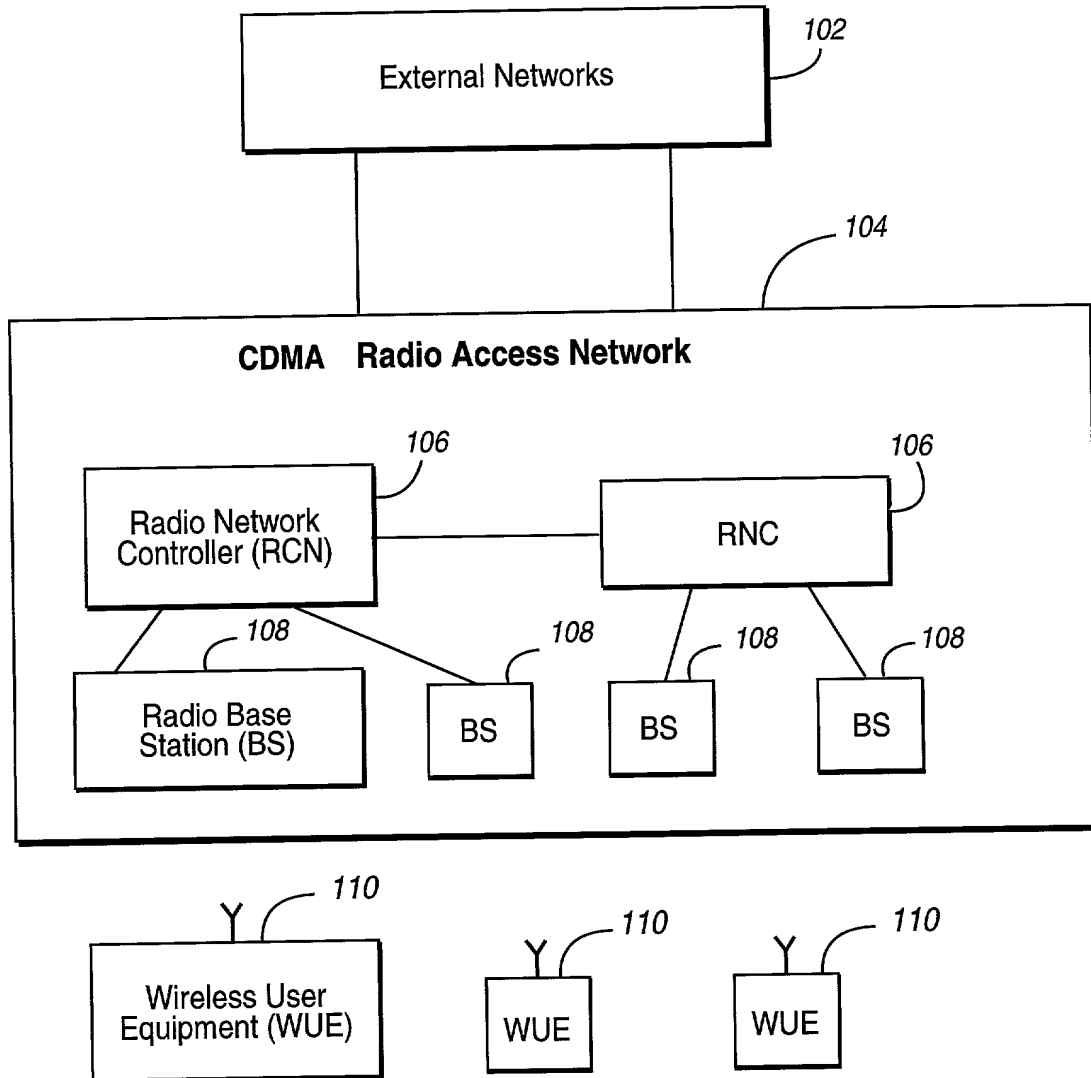 102
External Networks
104
CDMA Radio Access Network
106
106
Radio Network
Controller (RCN)
RNC
108
108
108
108
Radio Base
Station (BS)
BS
BS
BS
110
110
110
Wireless User
Equipment (WUE)
WUE
WUE